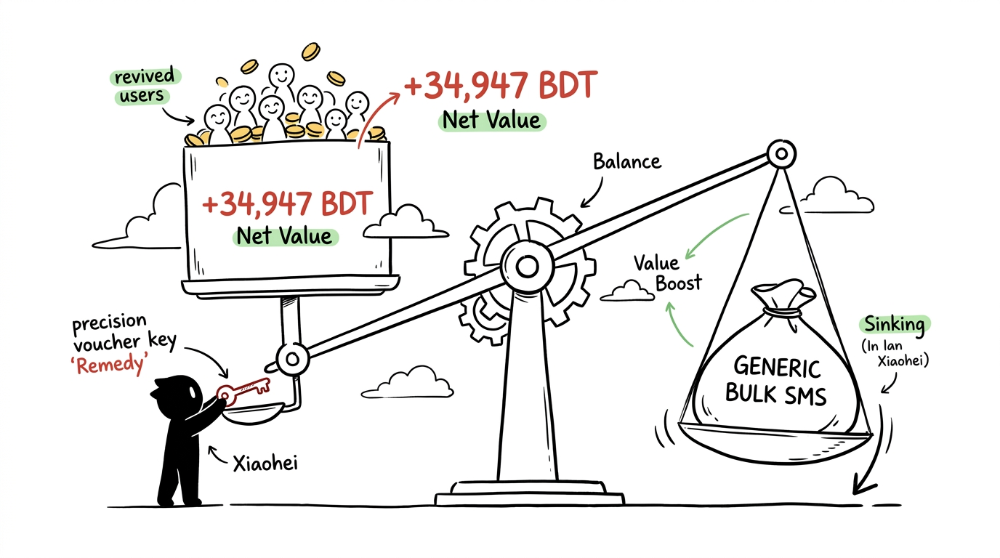 revived
users
+34,947 BDT
Net Value
+34,947 BDT
Net Value
Balance
Value
Boost
precision
voucher key
‘Remedy’
Xiaohei
GENERIC
BULK SMS
Sinking
(In Ian
Xiaohei)